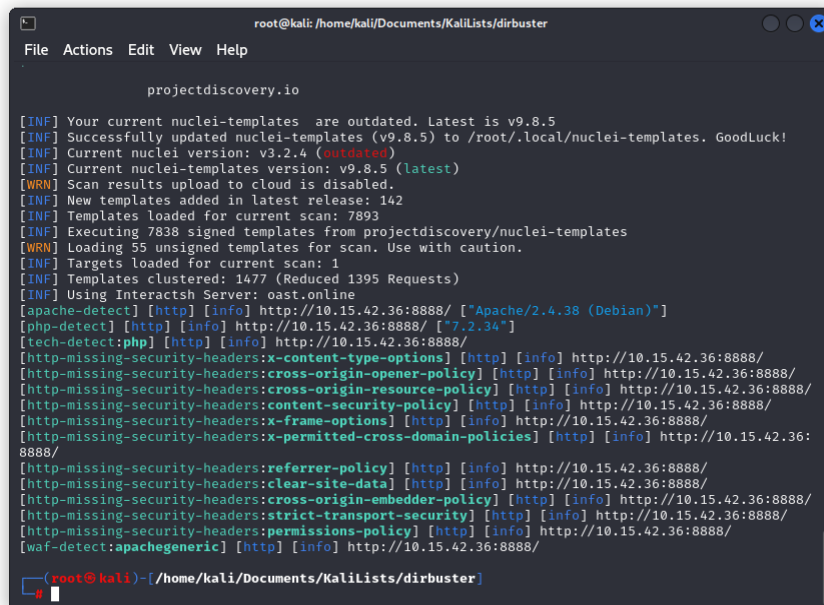 root@kali: /home/kali/Documents/KaliLists/dirbuster
File Actions Edit View Help
projectdiscovery.io
[INF] Your current nuclei-templates  are outdated. Latest is v9.8.5
[INF] Successfully updated nuclei-templates (v9.8.5) to /root/.local/nuclei-templates. GoodLuck!
[INF] Current nuclei version: v3.2.4 (outdated)
[INF] Current nuclei-templates version: v9.8.5 (latest)
[WRN] Scan results upload to cloud is disabled.
[INF] New templates added in latest release: 142
[INF] Templates loaded for current scan: 7893
[INF] Executing 7838 signed templates from projectdiscovery/nuclei-templates
[WRN] Loading 55 unsigned templates for scan. Use with caution.
[INF] Targets loaded for current scan: 1
[INF] Templates clustered: 1477 (Reduced 1395 Requests)
[INF] Using Interactsh Server: oast.online
[apache-detect] [http] [info] http://10.15.42.36:8888/ ["Apache/2.4.38 (Debian)"]
[php-detect] [http] [info] http://10.15.42.36:8888/ ["7.2.34"]
[tech-detect:php] [http] [info] http://10.15.42.36:8888/
[http-missing-security-headers:x-content-type-options] [http] [info] http://10.15.42.36:8888/
[http-missing-security-headers:cross-origin-opener-policy] [http] [info] http://10.15.42.36:8888/
[http-missing-security-headers:cross-origin-resource-policy] [http] [info] http://10.15.42.36:8888/
[http-missing-security-headers:content-security-policy] [http] [info] http://10.15.42.36:8888/
[http-missing-security-headers:x-frame-options] [http] [info] http://10.15.42.36:8888/
[http-missing-security-headers:x-permitted-cross-domain-policies] [http] [info] http://10.15.42.36:
8888/
[http-missing-security-headers:referrer-policy] [http] [info] http://10.15.42.36:8888/
[http-missing-security-headers:clear-site-data] [http] [info] http://10.15.42.36:8888/
[http-missing-security-headers:cross-origin-embedder-policy] [http] [info] http://10.15.42.36:8888/
[http-missing-security-headers:strict-transport-security] [http] [info] http://10.15.42.36:8888/
[http-missing-security-headers:permissions-policy] [http] [info] http://10.15.42.36:8888/
[waf-detect:apachegeneric] [http] [info] http://10.15.42.36:8888/
┌──(root㉿kali)-[/home/kali/Documents/KaliLists/dirbuster]
└─#